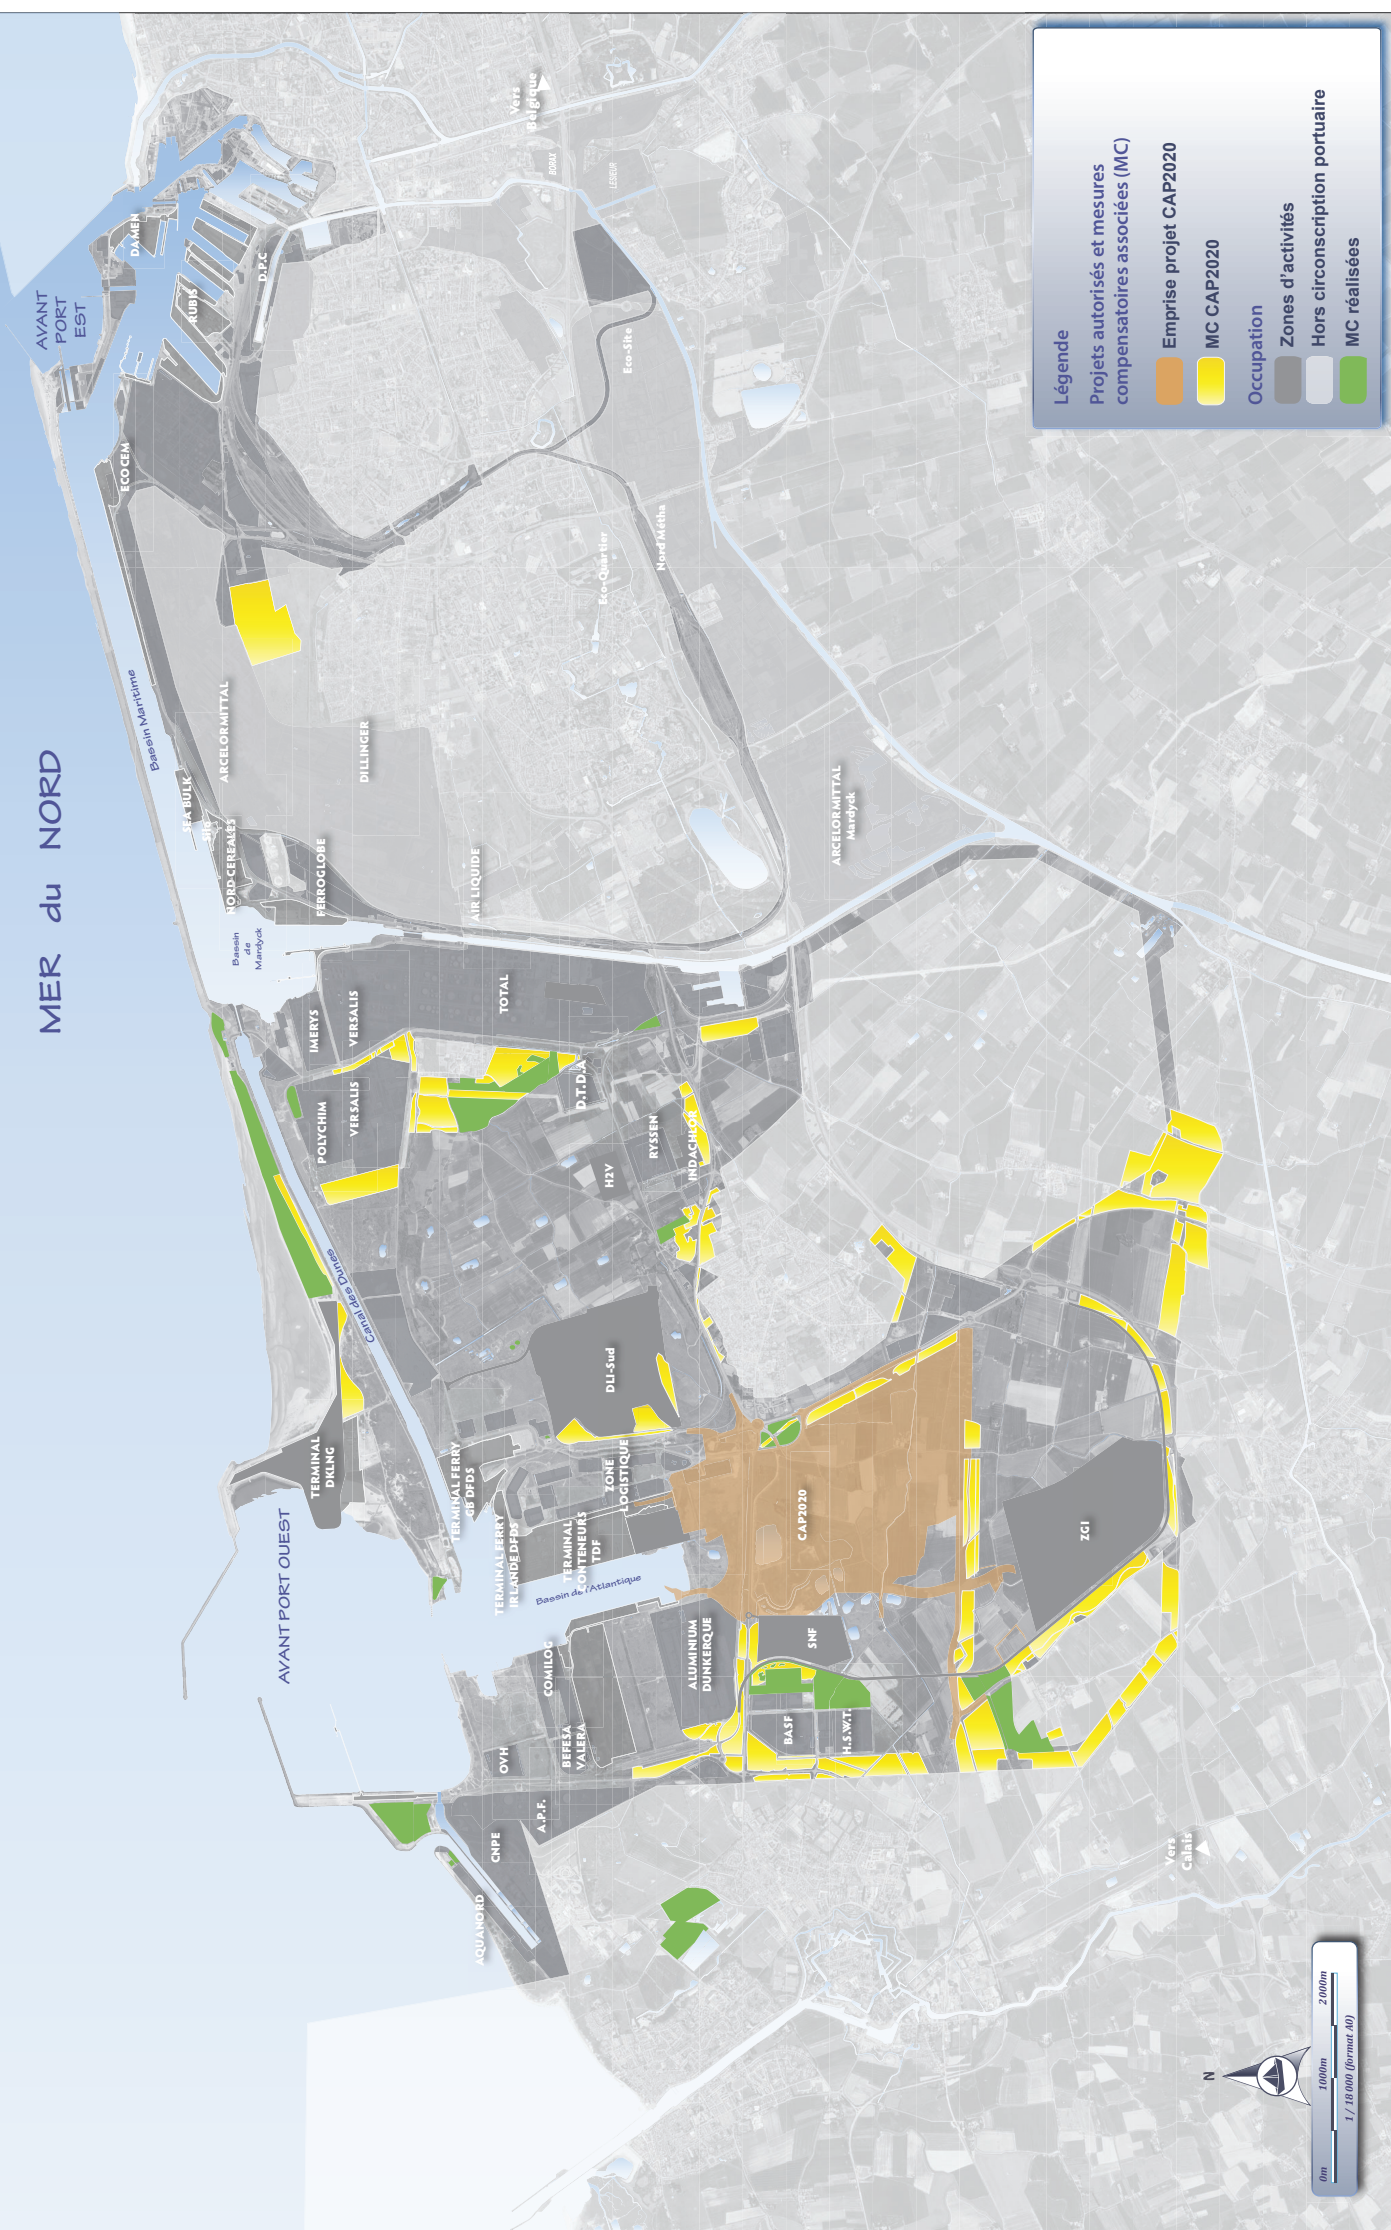 MER du NORD
AVANT
PORT
EST
DAMEN
RUBIS
D.P.C
ECOCEM
Vers
Belgique
BORAX
LESIEUR
Eco-Site
Nord Métha
Eco-Quartier
Bassin Maritime
ARCELORMITTAL
DILLINGER
SEA BULK
Silo
NORD CEREALES
FERROGLOBE
AIR LIQUIDE
ARCELORMITTAL
Mardyck
Bassin
de
Mardyck
IMERYS
VERSALIS
TOTAL
POLYCHIM
VERSALIS
D.T.D.A
RYSSEN
H2V
INDACHLOR
Canal des Dunes
DLI-Sud
TERMINAL
DKLNG
TERMINAL FERRY
GB DFDS
ZONE
LOGISTIQUE
AVANT PORT OUEST
TERMINAL FERRY
IRLANDE DFDS
TERMINAL
CONTENEURS
TDF
Bassin de l'Atlantique
CAP2020
ZGI
COMILOG
ALUMINIUM
DUNKERQUE
SNF
OVH
BEFESA
VALERA
BASF
H.S.W.T.
A.P.F.
CNPE
AQUANORD
Vers
Calais
Légende
Projets autorisés et mesures
compensatoires associées (MC)
Emprise projet CAP2020
MC CAP2020
Occupation
Zones d'activités
Hors circonscription portuaire
MC réalisées
N
0m 1000m 2000m
1 / 18 000 (format A0)